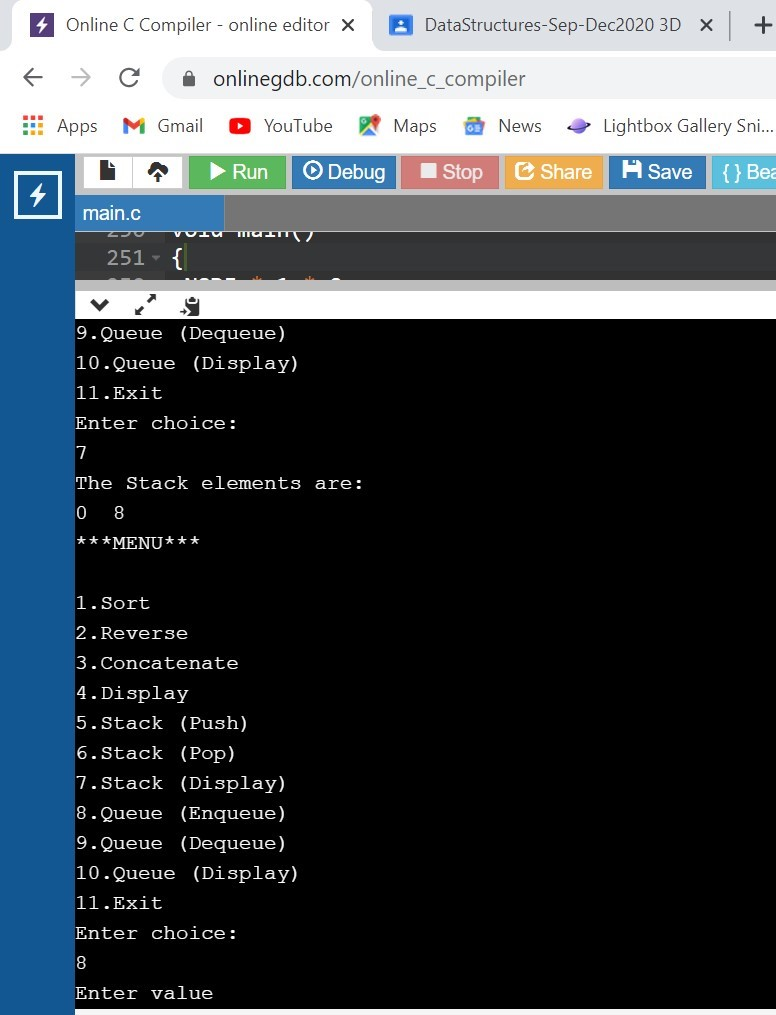 Online C Compiler - online editor
DataStructures-Sep-Dec2020 3D
onlinegdb.com/online_c_compiler
Apps Gmail YouTube Maps News Lightbox Gallery Sni...
Run Debug Stop Share Save { } Bea
main.c
250 void main()
251 {
9.Queue (Dequeue)
10.Queue (Display)
11.Exit
Enter choice:
7
The Stack elements are:
0 8
***MENU***
1.Sort
2.Reverse
3.Concatenate
4.Display
5.Stack (Push)
6.Stack (Pop)
7.Stack (Display)
8.Queue (Enqueue)
9.Queue (Dequeue)
10.Queue (Display)
11.Exit
Enter choice:
8
Enter value